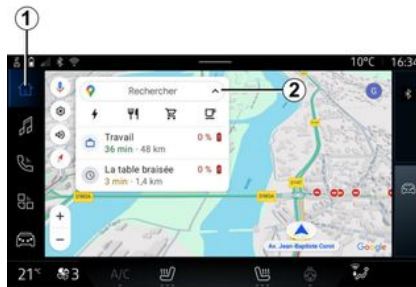 1
10°C 16:34
Rechercher
2
G
Travail
0 %
36 min · 48 km
La table braisée
0 %
3 min · 1,4 km
Av. Jean-Baptiste Corot
Google
21° 3 A/C